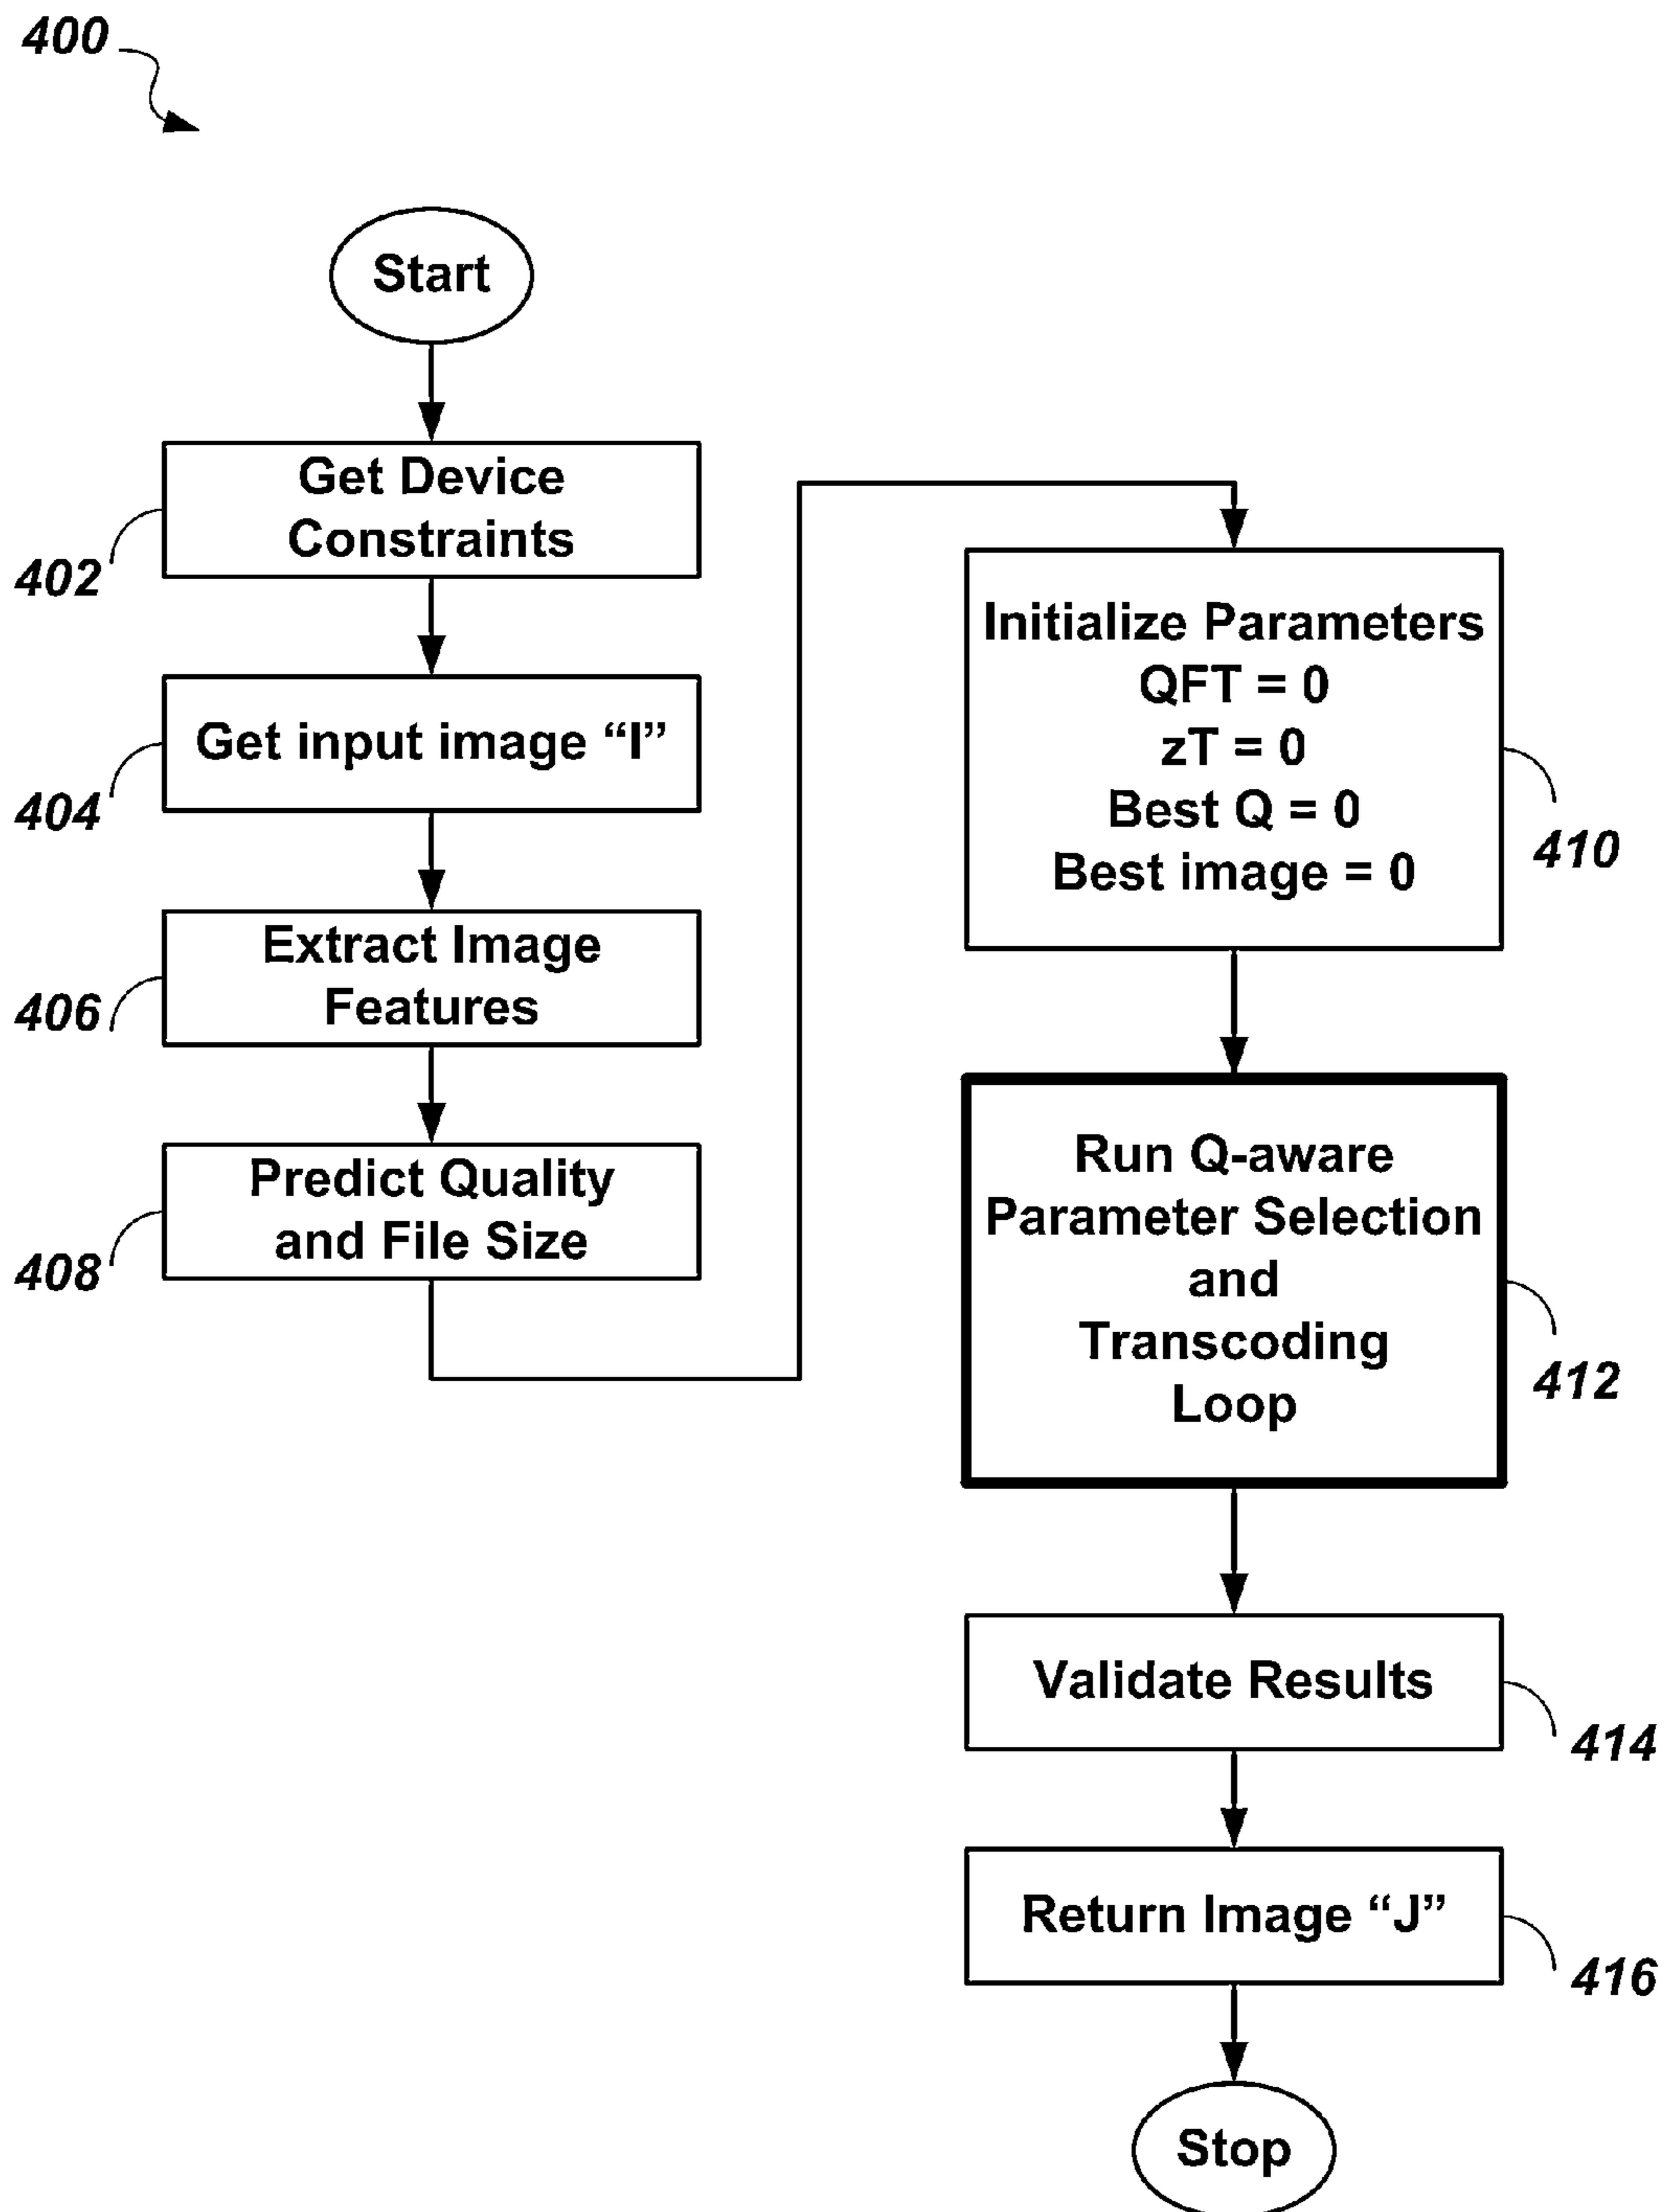 400
Start
Get Device
Constraints
402
Get input image “I”
404
Extract Image
Features
406
Predict Quality
and File Size
408
Initialize Parameters
QFT = 0
zT = 0
Best Q = 0
Best image = 0
410
Run Q-aware
Parameter Selection
and
Transcoding
Loop
412
Validate Results
414
Return Image “J”
416
Stop